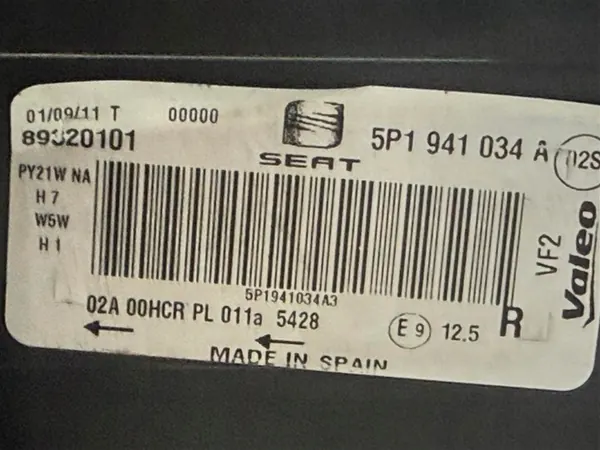 01/09/11 T 00000
89320101
SEAT
5P1 941 034 A
02S
PY21W NA
H 7
W5W
H 1
5P1941034A3
VF2
Valeo
02A 00HCR PL 011a 5428
E 9 12.5 R
MADE IN SPAIN